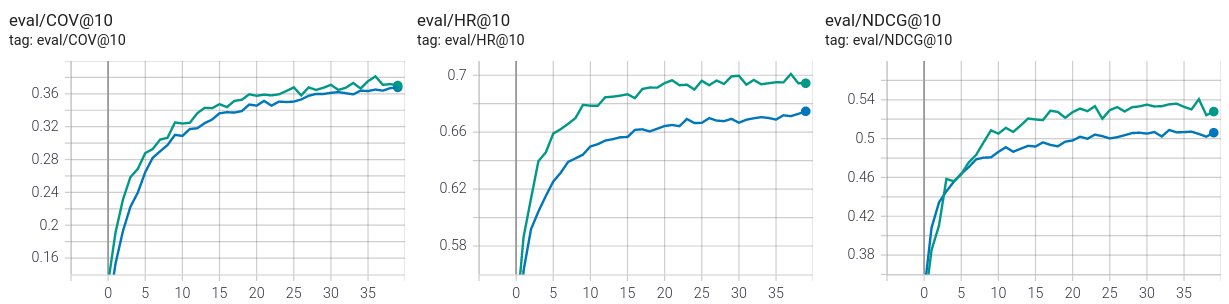 eval/COV@10
tag: eval/COV@10
0.36
0.32
0.28
0.24
0.2
0.16
0 5 10 15 20 25 30 35
eval/HR@10
tag: eval/HR@10
0.7
0.66
0.62
0.58
0 5 10 15 20 25 30 35
eval/NDCG@10
tag: eval/NDCG@10
0.54
0.5
0.46
0.42
0.38
0 5 10 15 20 25 30 35